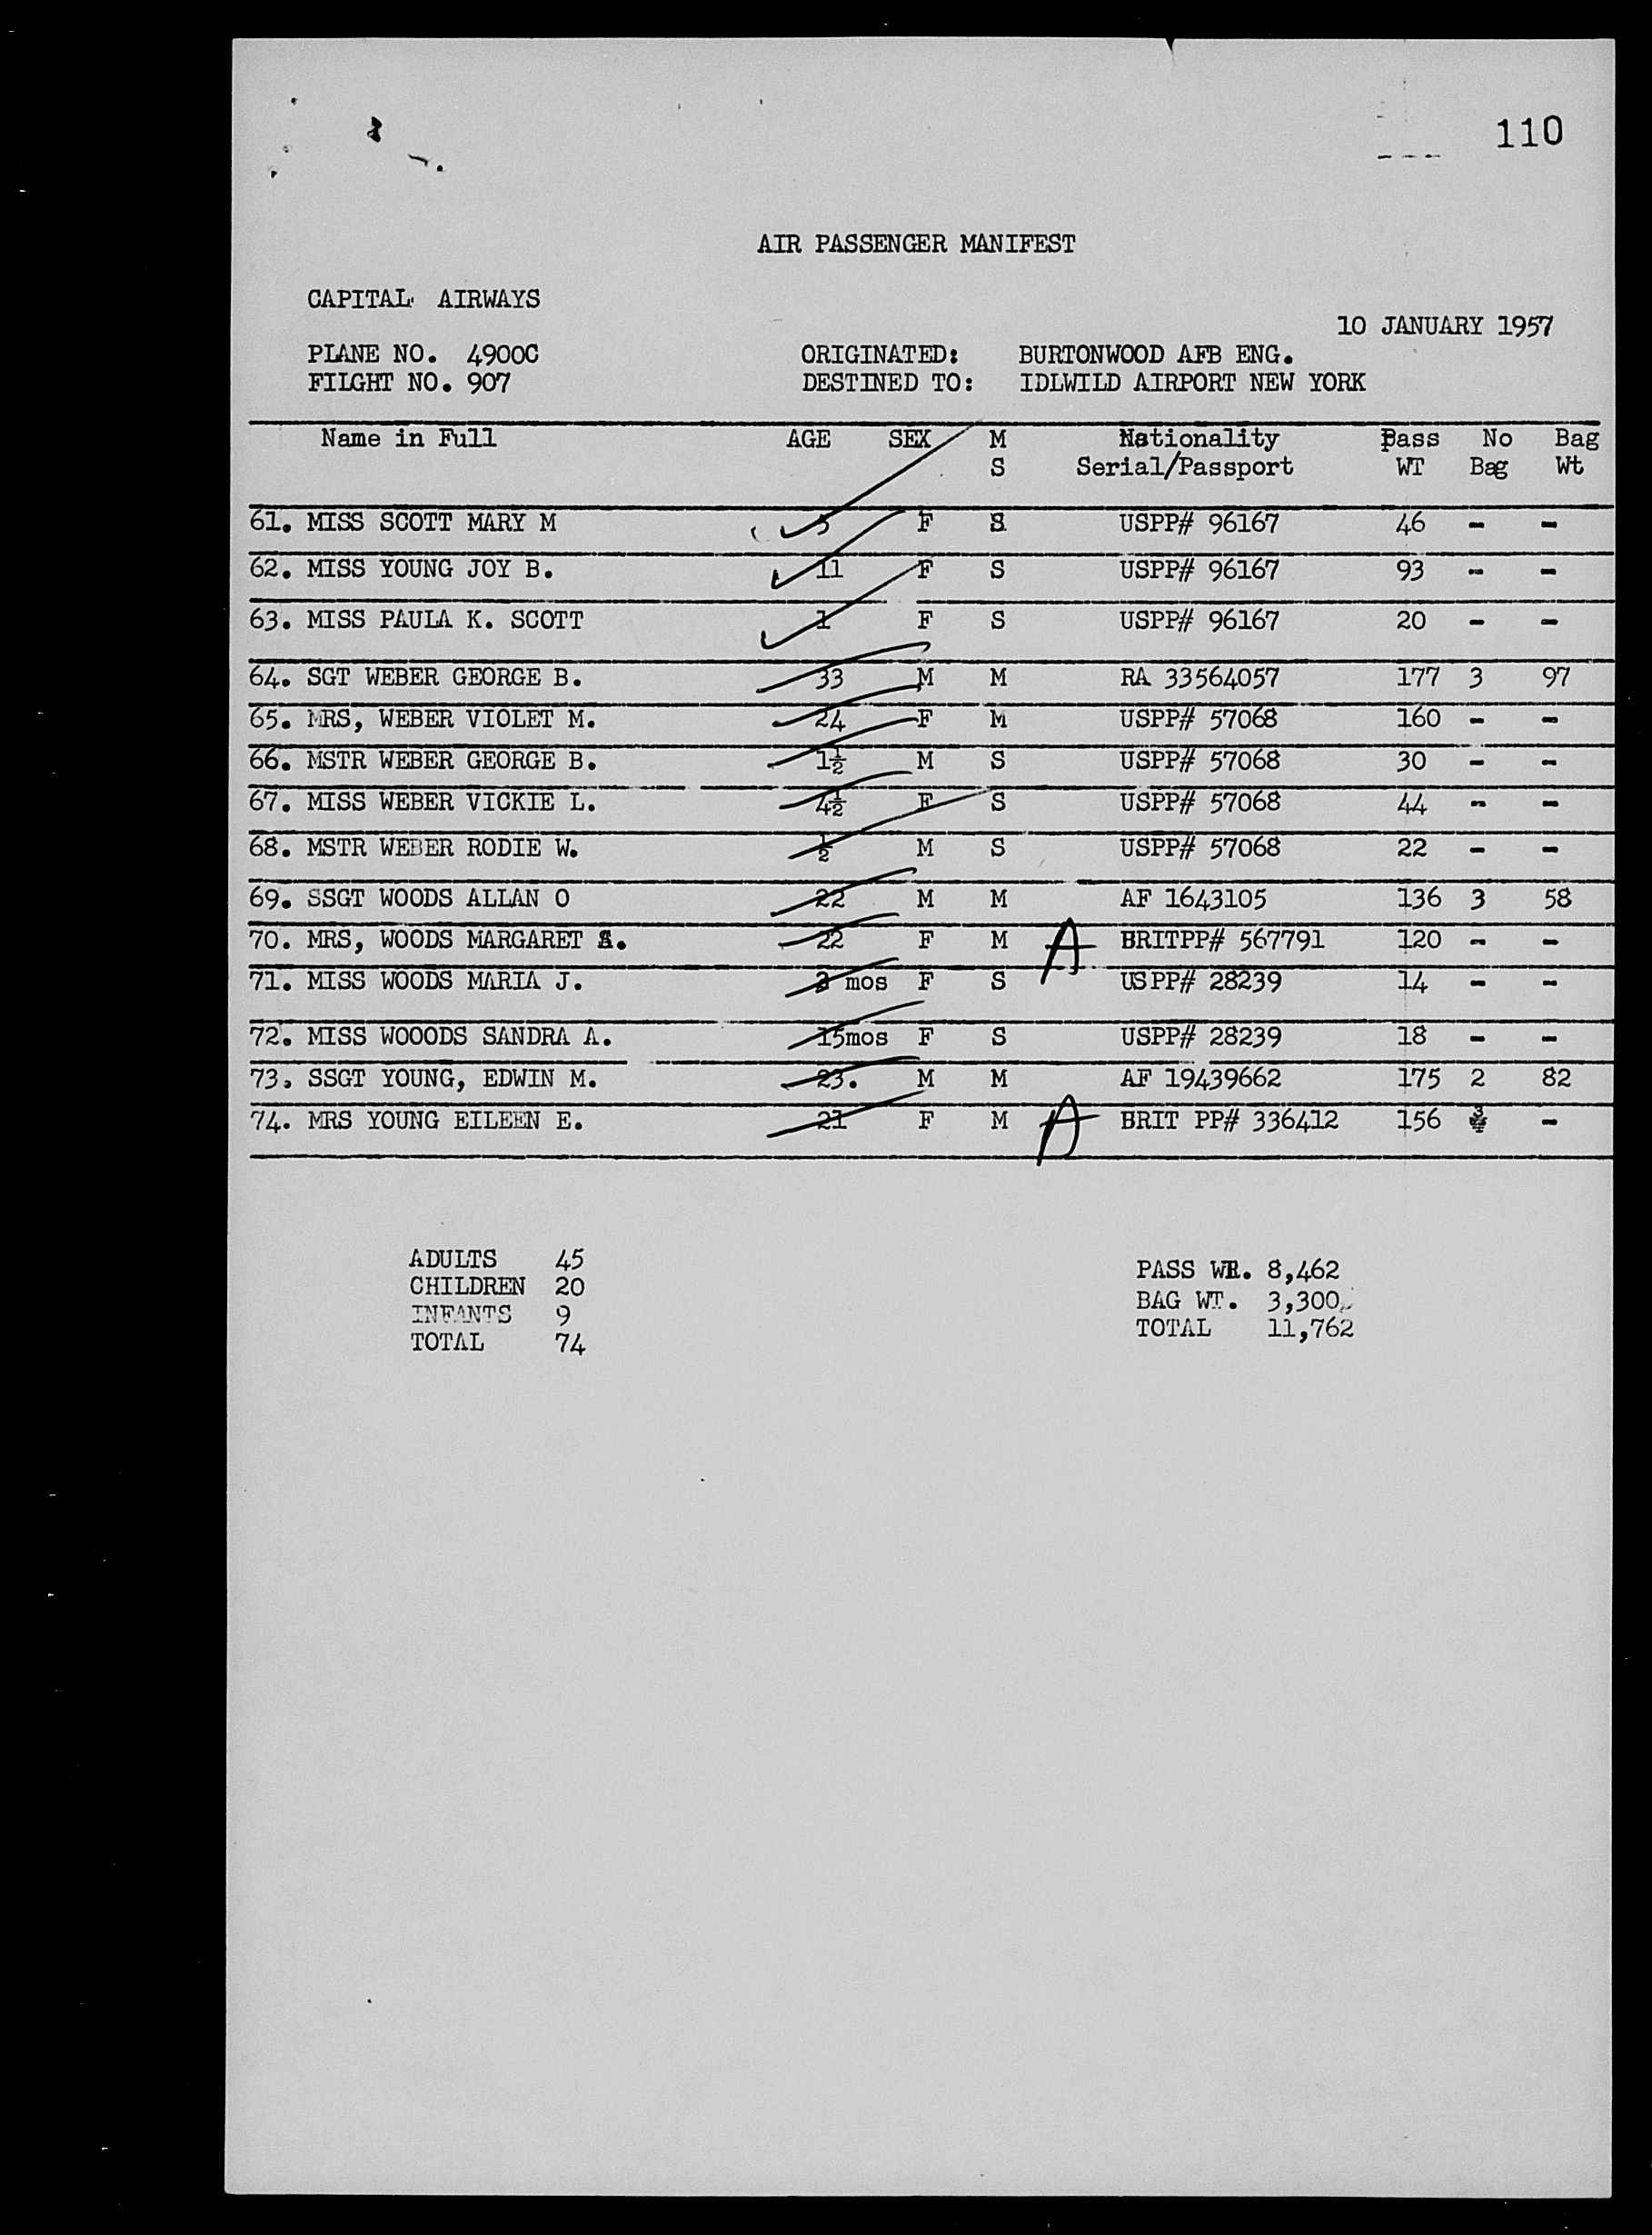 110
AIR PASSENGER MANIFEST
CAPITAL AIRWAYS
10 JANUARY 1957
PLANE NO. 4900C ORIGINATED: BURTONWOOD AFB ENG.
FILGHT NO. 907 DESTINED TO: IDLWILD AIRPORT NEW YORK
Name in Full AGE SEX M Nationality Pass No Bag
S Serial/Passport WT Bag Wt
61. MISS SCOTT MARY M F S USPP# 96167 46 - -
62. MISS YOUNG JOY B. 11 F S USPP# 96167 93 - -
63. MISS PAULA K. SCOTT 1 F S USPP# 96167 20 - -
64. SGT WEBER GEORGE B. 33 M M RA 33564057 177 3 97
65. MRS, WEBER VIOLET M. 24 F M USPP# 57068 160 - -
66. MSTR WEBER GEORGE B. 1½ M S USPP# 57068 30 - -
67. MISS WEBER VICKIE L. 4½ F S USPP# 57068 44 - -
68. MSTR WEBER RODIE W. ½ M S USPP# 57068 22 - -
69. SSGT WOODS ALLAN O 22 M M AF 1643105 136 3 58
70. MRS, WOODS MARGARET 22 F M A BRITPP# 567791 120 - -
71. MISS WOODS MARIA J. mos F S USPP# 28239 14 - -
72. MISS WOOODS SANDRA A. 15mos F S USPP# 28239 18 - -
73. SSGT YOUNG, EDWIN M. 23. M M AF 19439662 175 2 82
74. MRS YOUNG EILEEN E. 21 F M A BRIT PP# 336412 156 -
ADULTS 45
CHILDREN 20
INFANTS 9
TOTAL 74
PASS WT. 8,462
BAG WT. 3,300
TOTAL 11,762